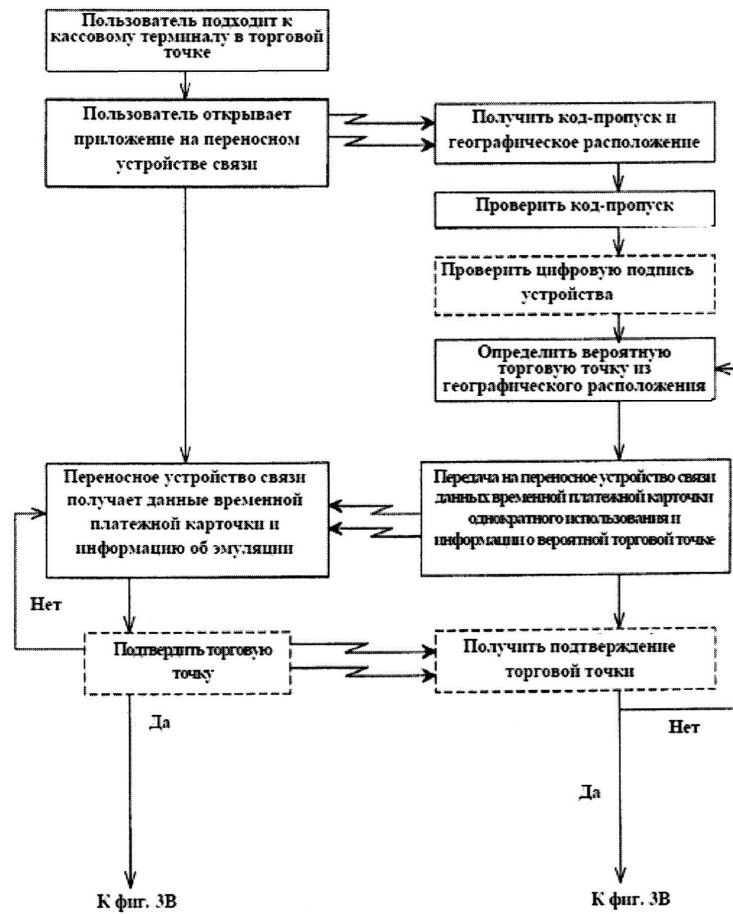 Пользователь подходит к
кассовому терминалу в торговой
точке
Пользователь открывает
приложение на переносном
устройстве связи
Получить код-пропуск и
географическое расположение
Проверить код-пропуск
Проверить цифровую подпись
устройства
Определить вероятную
торговую точку из
географического расположения
Переносное устройство связи
получает данные временной
платежной карточки и
информацию об эмуляции
Передача на переносное устройство связи
данных временной платежной карточки
однократного использования и
информации о вероятной торговой точке
Нет
Подтвердить торговую
точку
Получить подтверждение
торговой точки
Да
Нет
Да
К фиг. 3В
К фиг. 3В